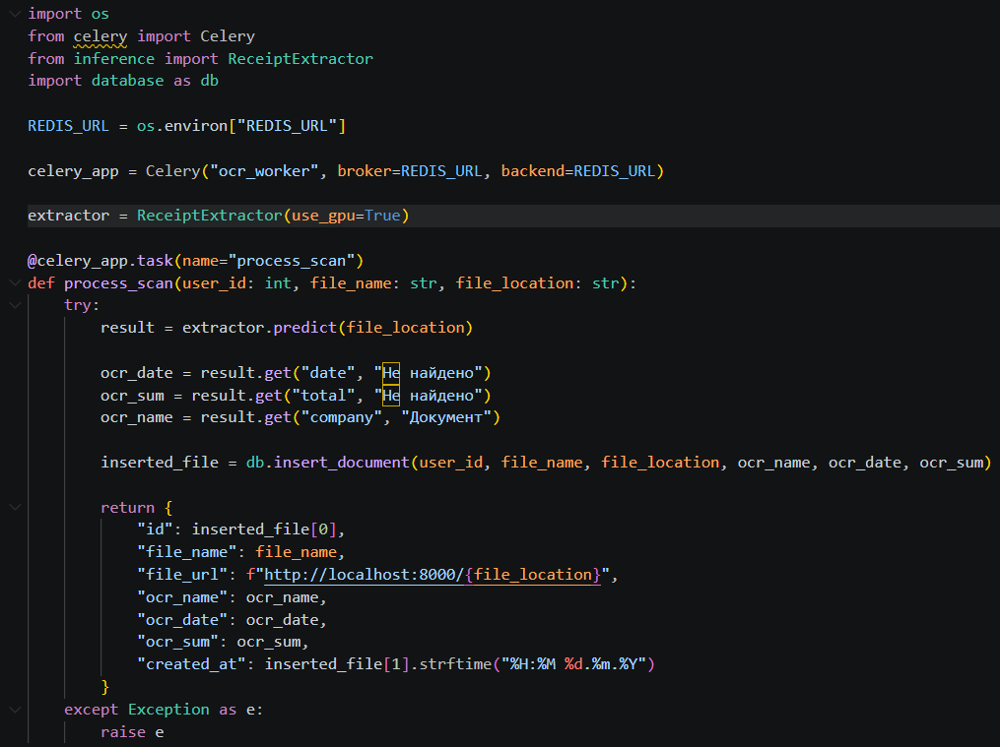 import os
from celery import Celery
from inference import ReceiptExtractor
import database as db
REDIS_URL = os.environ["REDIS_URL"]
celery_app = Celery("ocr_worker", broker=REDIS_URL, backend=REDIS_URL)
extractor = ReceiptExtractor(use_gpu=True)
@celery_app.task(name="process_scan")
def process_scan(user_id: int, file_name: str, file_location: str):
    try:
        result = extractor.predict(file_location)
        ocr_date = result.get("date", "Не найдено")
        ocr_sum = result.get("total", "Не найдено")
        ocr_name = result.get("company", "Документ")
        inserted_file = db.insert_document(user_id, file_name, file_location, ocr_name, ocr_date, ocr_sum)
        return {
            "id": inserted_file[0],
            "file_name": file_name,
            "file_url": f"http://localhost:8000/{file_location}",
            "ocr_name": ocr_name,
            "ocr_date": ocr_date,
            "ocr_sum": ocr_sum,
            "created_at": inserted_file[1].strftime("%H:%M %d.%m.%Y")
        }
    except Exception as e:
        raise e